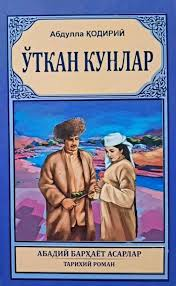 Абдулла ҚОДИРИЙ
ЎТКАН КУНЛАР
АБАДИЙ БАРҲАЁТ АСАРЛАР
ТАРИХИЙ РОМАН